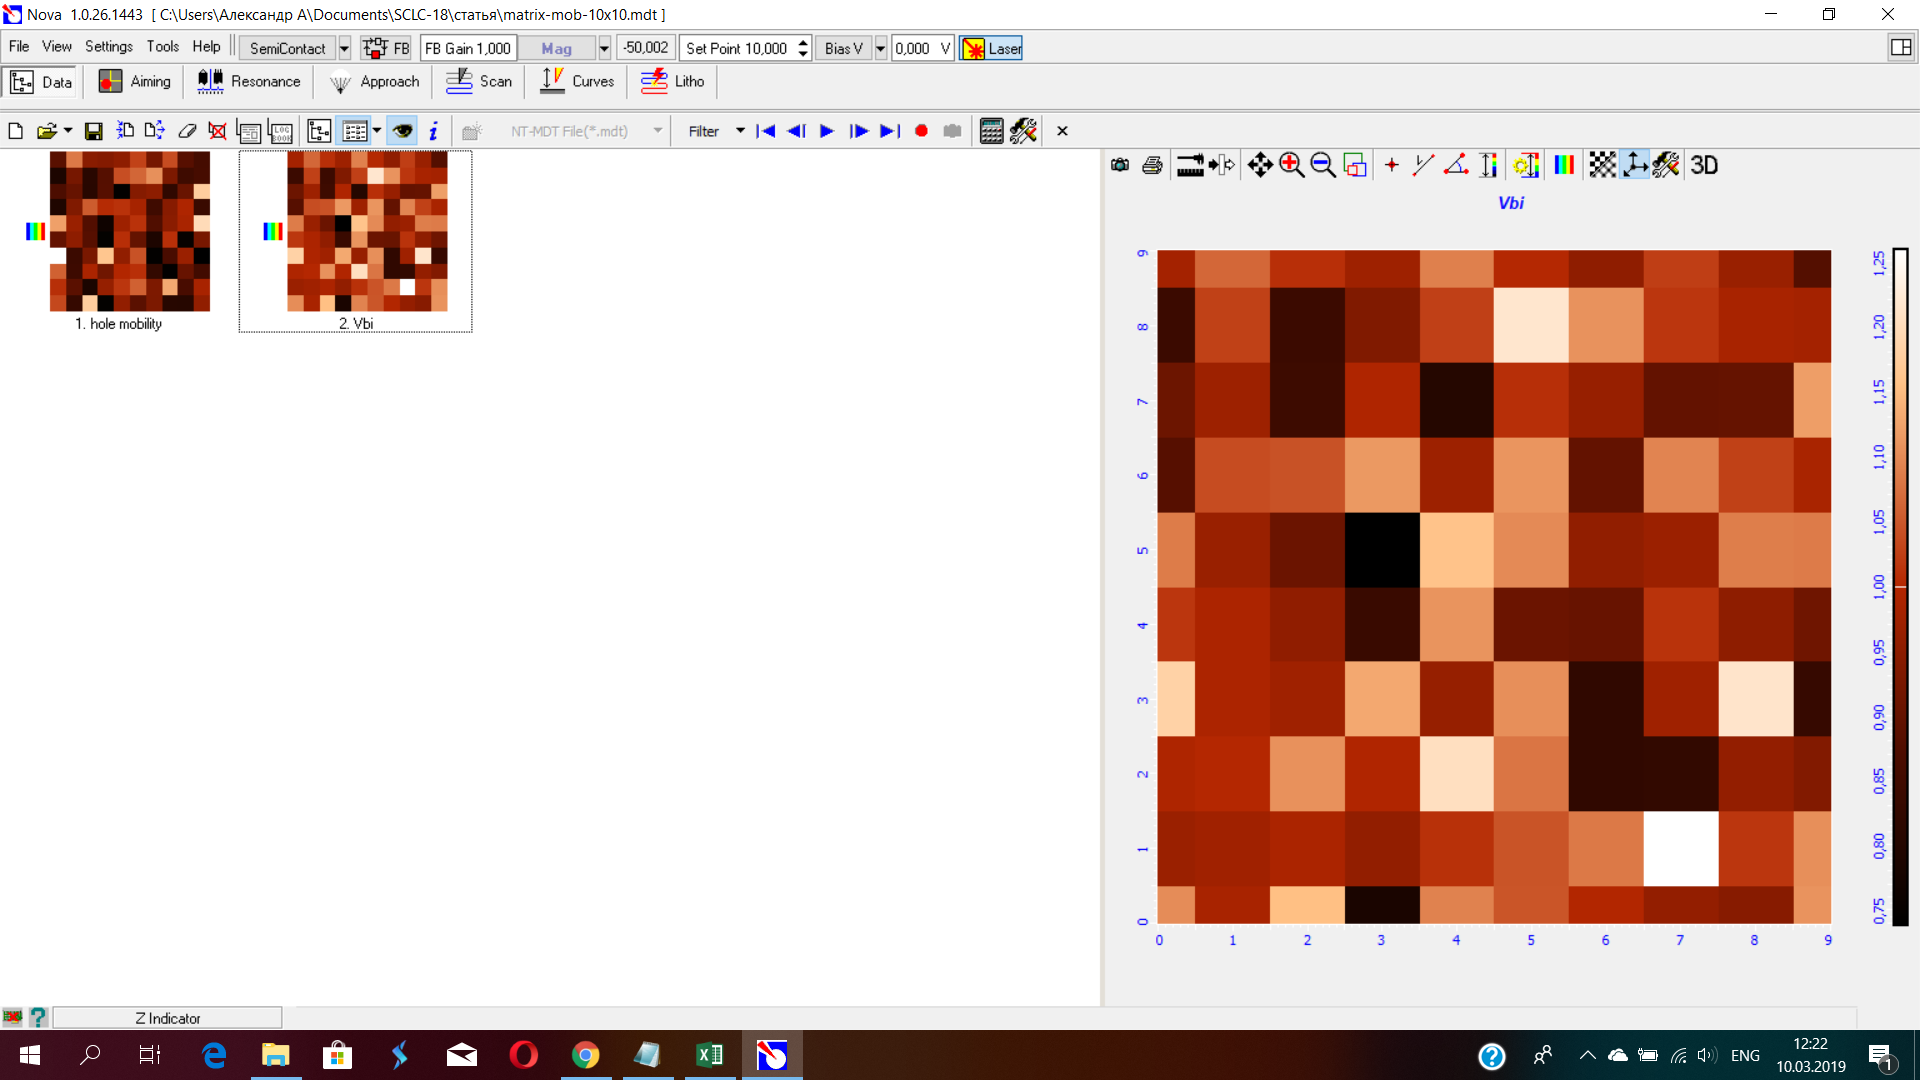 Nova 1.0.26.1443 [ C:\Users\Александр А\Documents\SCLC-18\статья\matrix-mob-10x10.mdt ]
File View Settings Tools Help SemiContact FB FB Gain 1,000 Mag -50,002 Set Point 10,000 Bias V 0,000 V Laser
Data Aiming Resonance Approach Scan Curves Litho
LOG BOOK NT-MDT File(*.mdt) Filter
3D
1. hole mobility
2. Vbi
Vbi
9
8
7
6
5
4
3
2
1
0
0 1 2 3 4 5 6 7 8 9
1,25
1,20
1,15
1,10
1,05
1,00
0,95
0,90
0,85
0,80
0,75
Z Indicator
ENG
12:22
10.03.2019
1